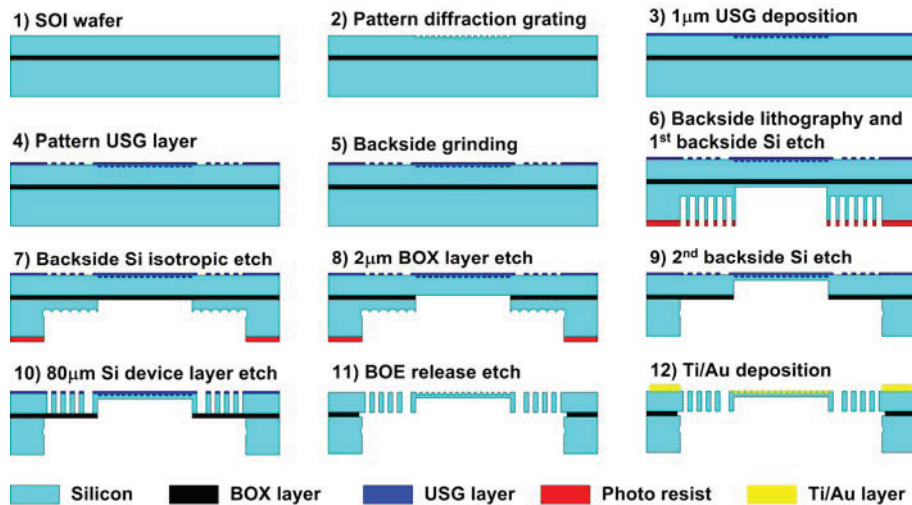 1) SOI wafer
2) Pattern diffraction grating
3) 1μm USG deposition
4) Pattern USG layer
5) Backside grinding
6) Backside lithography and
1st backside Si etch
7) Backside Si isotropic etch
8) 2μm BOX layer etch
9) 2nd backside Si etch
10) 80μm Si device layer etch
11) BOE release etch
12) Ti/Au deposition
Silicon
BOX layer
USG layer
Photo resist
Ti/Au layer